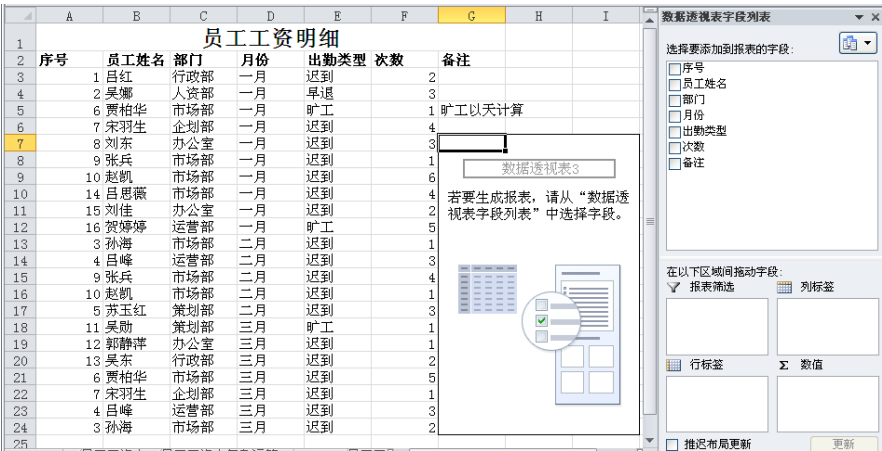 A B C D E F G H I
1 员工工资明细
2 序号 员工姓名 部门 月份 出勤类型 次数 备注
3 1 吕红 行政部 一月 迟到 2
4 2 吴娜 人资部 一月 早退 3
5 6 贾柏华 市场部 一月 旷工 1 旷工以天计算
6 7 宋羽生 企划部 一月 迟到 4
7 8 刘东 办公室 一月 迟到 3
8 9 张兵 市场部 一月 迟到 1
9 10 赵凯 市场部 一月 迟到 6
10 14 吕思薇 市场部 一月 迟到 4
11 15 刘佳 办公室 一月 迟到 2
12 16 贺婷婷 运营部 一月 旷工 5
13 3 孙海 市场部 二月 迟到 1
14 4 吕峰 运营部 二月 迟到 3
15 9 张兵 市场部 二月 迟到 4
16 10 赵凯 市场部 二月 迟到 1
17 5 苏玉红 策划部 二月 迟到 3
18 11 吴勋 策划部 三月 旷工 1
19 12 郭静萍 办公室 三月 迟到 1
20 13 吴东 行政部 三月 迟到 2
21 6 贾柏华 市场部 三月 迟到 5
22 7 宋羽生 企划部 三月 迟到 1
23 4 吕峰 运营部 三月 迟到 3
24 3 孙海 市场部 三月 迟到 2
25
数据透视表3
若要生成报表，请从“数据透
视表字段列表”中选择字段。
数据透视表字段列表
选择要添加到报表的字段:
序号
员工姓名
部门
月份
出勤类型
次数
备注
在以下区域间拖动字段:
报表筛选 列标签
行标签 Σ 数值
推迟布局更新 更新